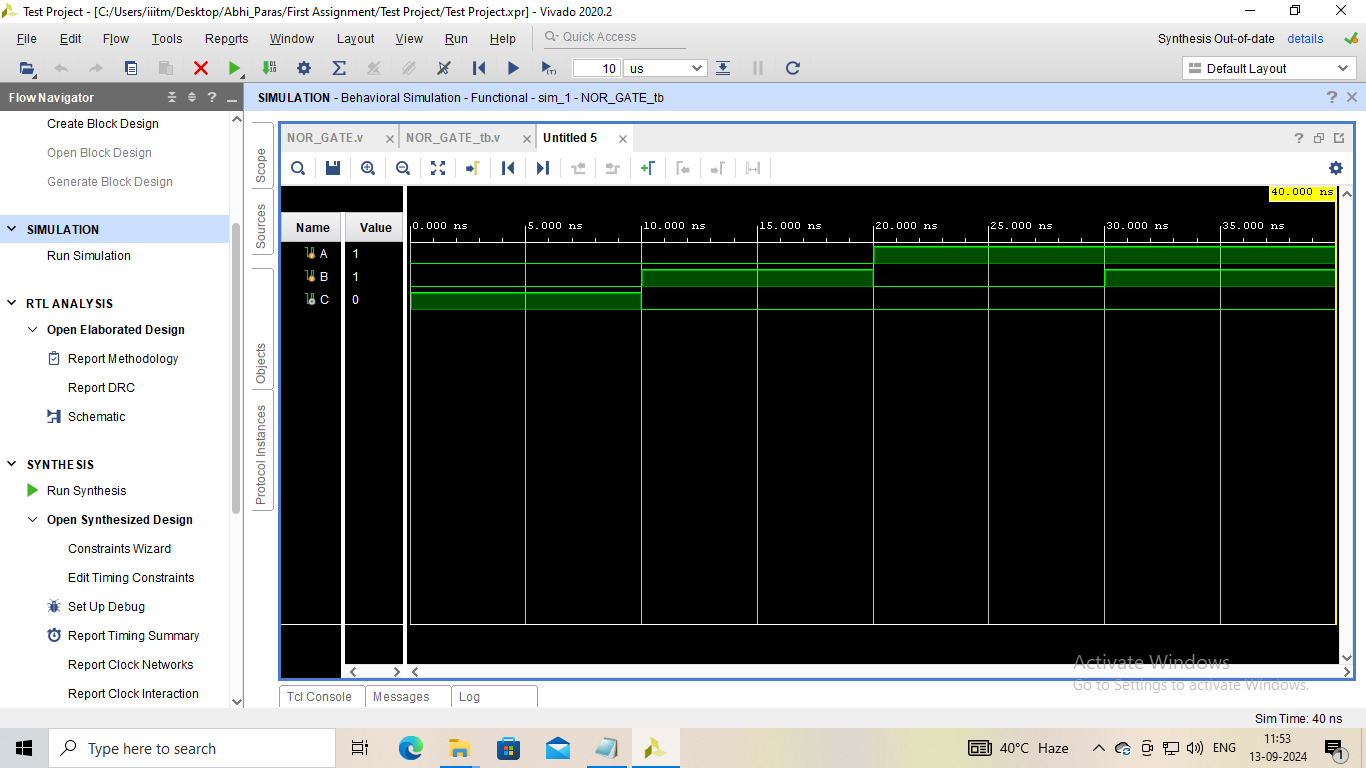 Test Project - [C:/Users/iiitm/Desktop/Abhi_Paras/First Assignment/Test Project/Test Project.xpr] - Vivado 2020.2
File Edit Flow Tools Reports Window Layout View Run Help Quick Access
Synthesis Out-of-date details
10 us
Default Layout
Flow Navigator
SIMULATION - Behavioral Simulation - Functional - sim_1 - NOR_GATE_tb
Create Block Design
Open Block Design
Generate Block Design
SIMULATION
Run Simulation
RTL ANALYSIS
Open Elaborated Design
Report Methodology
Report DRC
Schematic
SYNTHESIS
Run Synthesis
Open Synthesized Design
Constraints Wizard
Edit Timing Constraints
Set Up Debug
Report Timing Summary
Report Clock Networks
Report Clock Interaction
Scope
Sources
Objects
Protocol Instances
NOR_GATE.v NOR_GATE_tb.v Untitled 5
40.000 ns
Name Value 0.000 ns 5.000 ns 10.000 ns 15.000 ns 20.000 ns 25.000 ns 30.000 ns 35.000 ns
A 1
B 1
C 0
Activate Windows
Go to Settings to activate Windows.
Tcl Console Messages Log
Sim Time: 40 ns
Type here to search
40°C Haze
ENG
11:53
13-09-2024
1